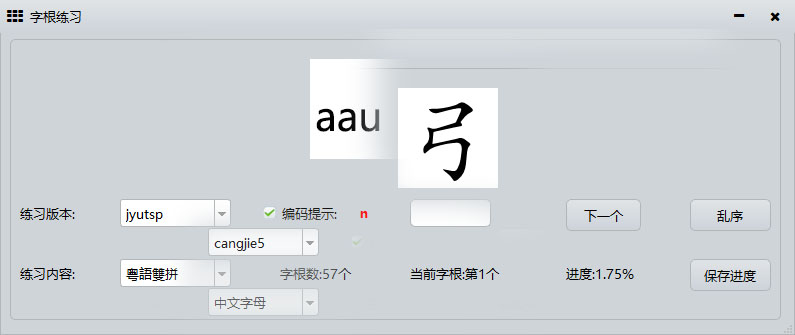 字根练习
aau
弓
练习版本: jyutsp 编码提示: n 下一个 乱序
cangjie5
练习内容: 粵語雙拼 字根数:57个 当前字根:第1个 进度:1.75% 保存进度
中文字母